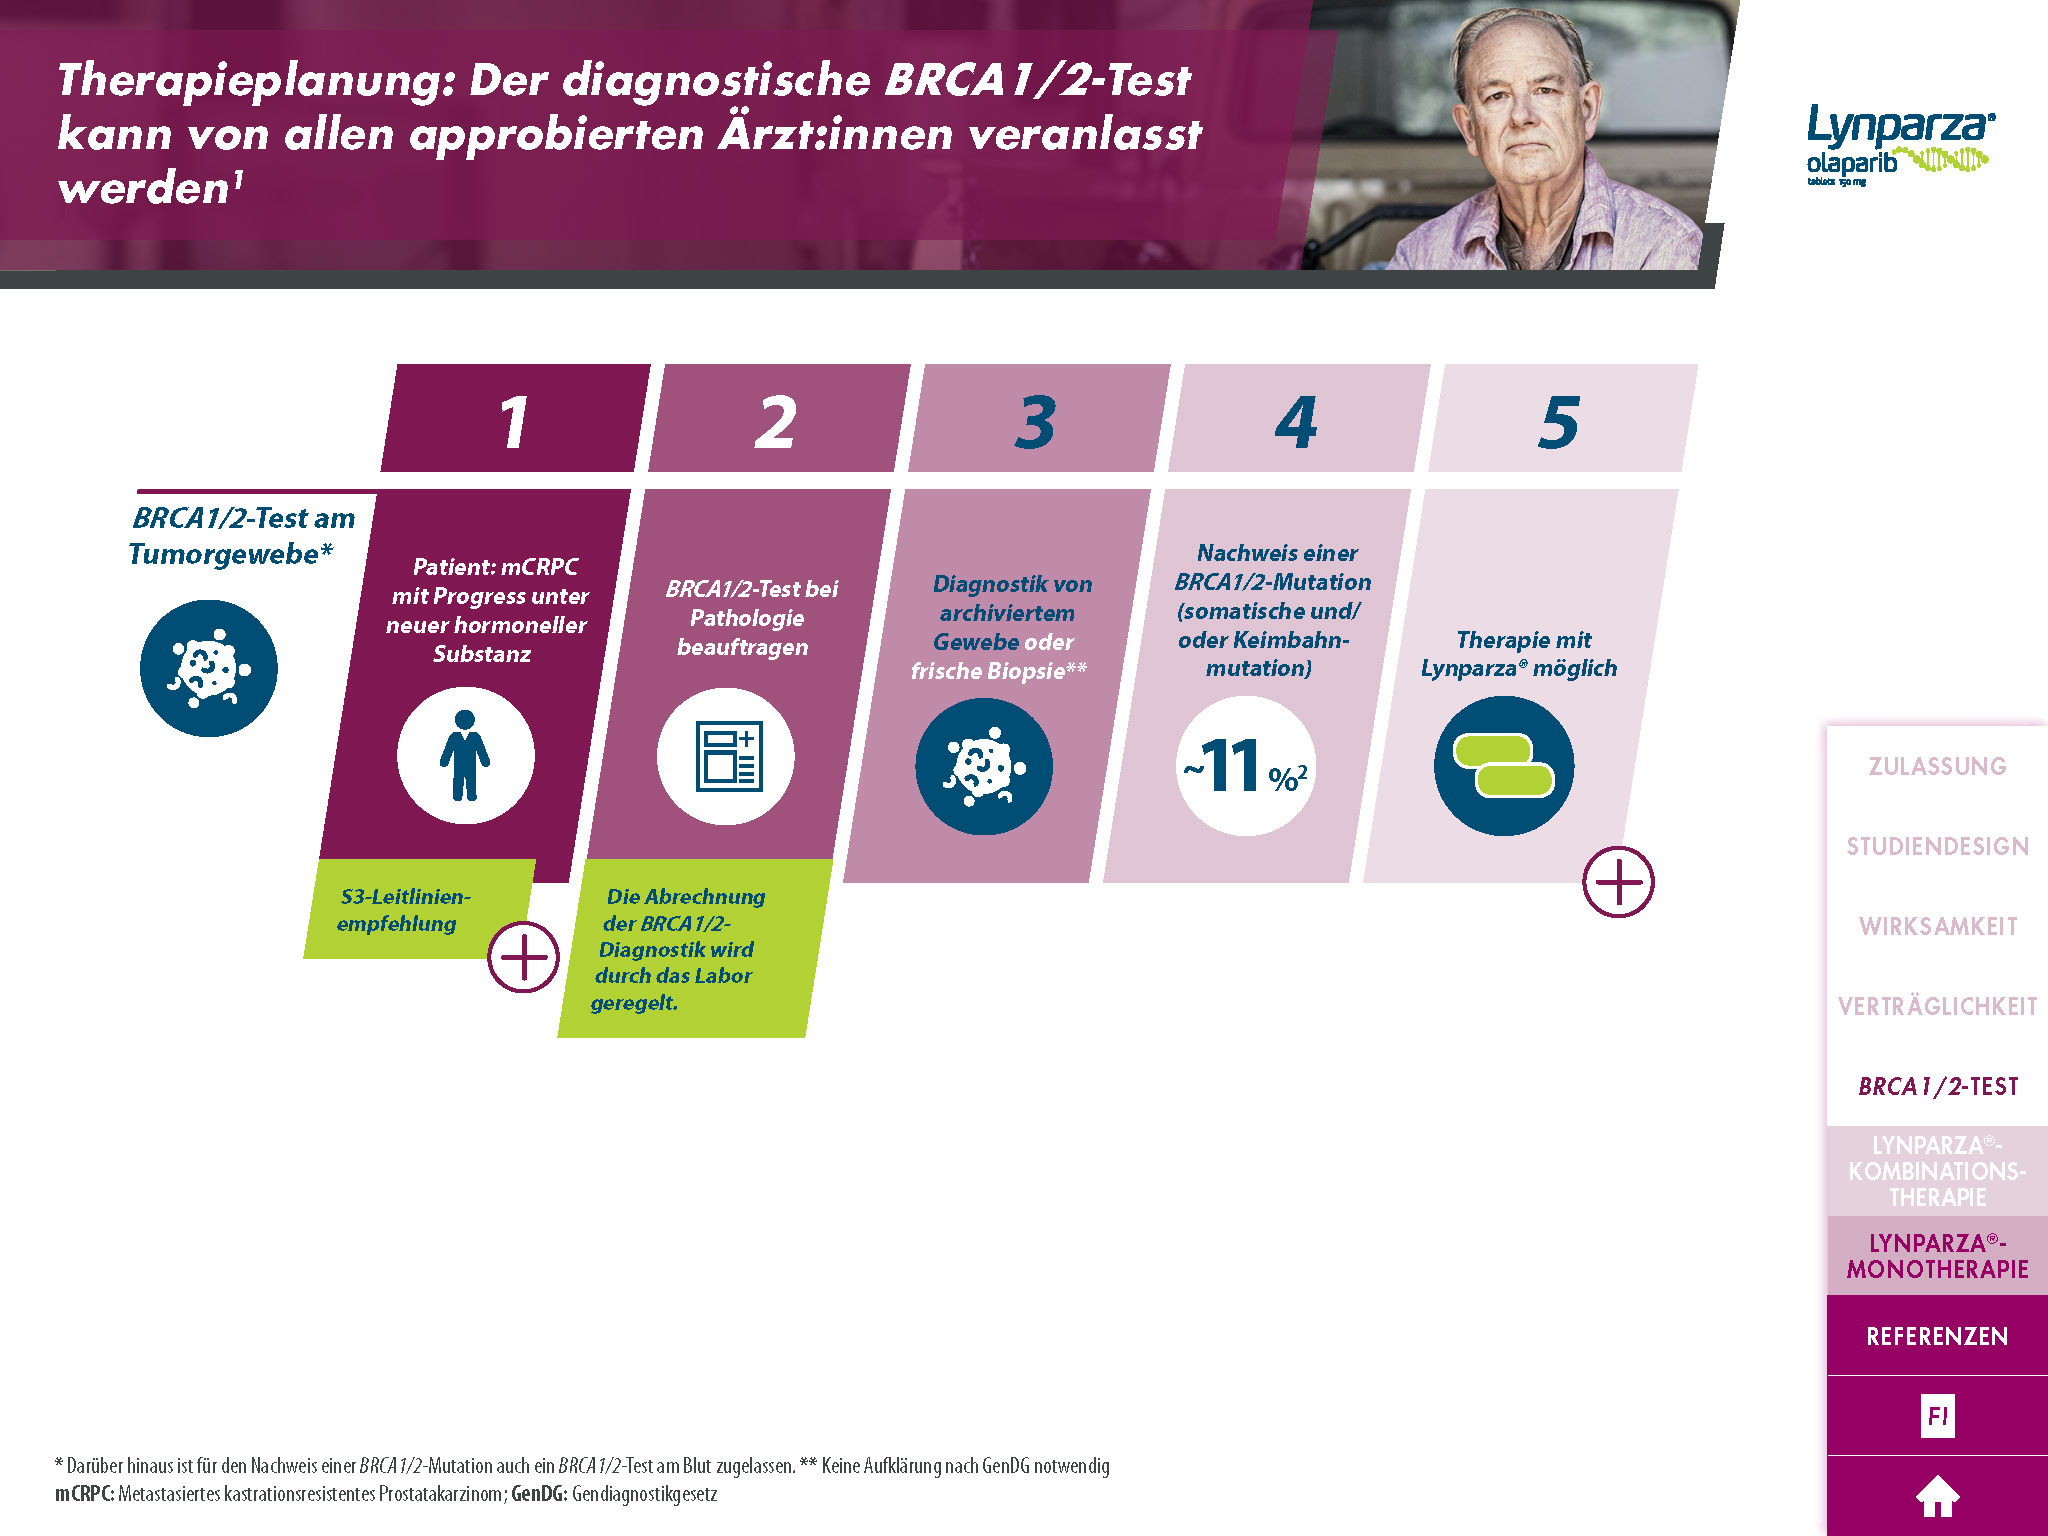 Therapieplanung: Der diagnostische BRCA1/2-Test
kann von allen approbierten Ärzt:innen veranlasst
werden¹
Lynparza®
olaparib
tablets 150 mg
1
2
3
4
5
BRCA1/2-Test am
Tumorgewebe*
Patient: mCRPC
mit Progress unter
neuer hormoneller
Substanz
S3-Leitlinien-
empfehlung
BRCA1/2-Test bei
Pathologie
beauftragen
Die Abrechnung
der BRCA1/2-
Diagnostik wird
durch das Labor
geregelt.
Diagnostik von
archiviertem
Gewebe oder
frische Biopsie**
Nachweis einer
BRCA1/2-Mutation
(somatische und/
oder Keimbahn-
mutation)
~11 %²
Therapie mit
Lynparza® möglich
ZULASSUNG
STUDIENDESIGN
WIRKSAMKEIT
VERTRÄGLICHKEIT
BRCA1/2-TEST
LYNPARZA®-
KOMBINATIONS-
THERAPIE
LYNPARZA®-
MONOTHERAPIE
REFERENZEN
FI
* Darüber hinaus ist für den Nachweis einer BRCA1/2-Mutation auch ein BRCA1/2-Test am Blut zugelassen. ** Keine Aufklärung nach GenDG notwendig
mCRPC: Metastasiertes kastrationsresistentes Prostatakarzinom; GenDG: Gendiagnostikgesetz